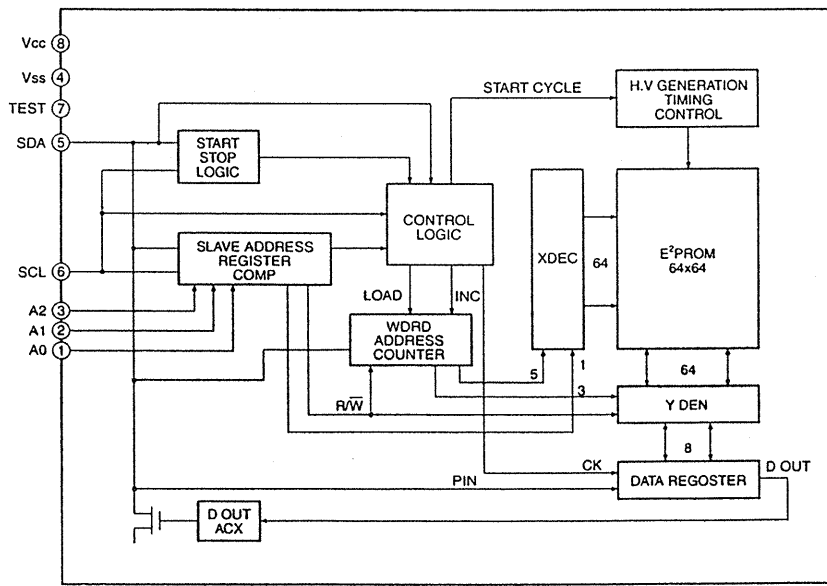 Vcc 8
Vss 4
TEST 7
SDA 5
SCL 6
A2 3
A1 2
A0 1
START
STOP
LOGIC
SLAVE ADDRESS
REGISTER
COMP
CONTROL
LOGIC
START CYCLE
H.V GENERATION
TIMING
CONTROL
XDEC
64
E²PROM
64x64
LOAD
INC
WDRD
ADDRESS
COUNTER
5
1
3
64
R/W̅
Y DEN
8
CK
PIN
DATA REGOSTER
D OUT
D OUT
ACX